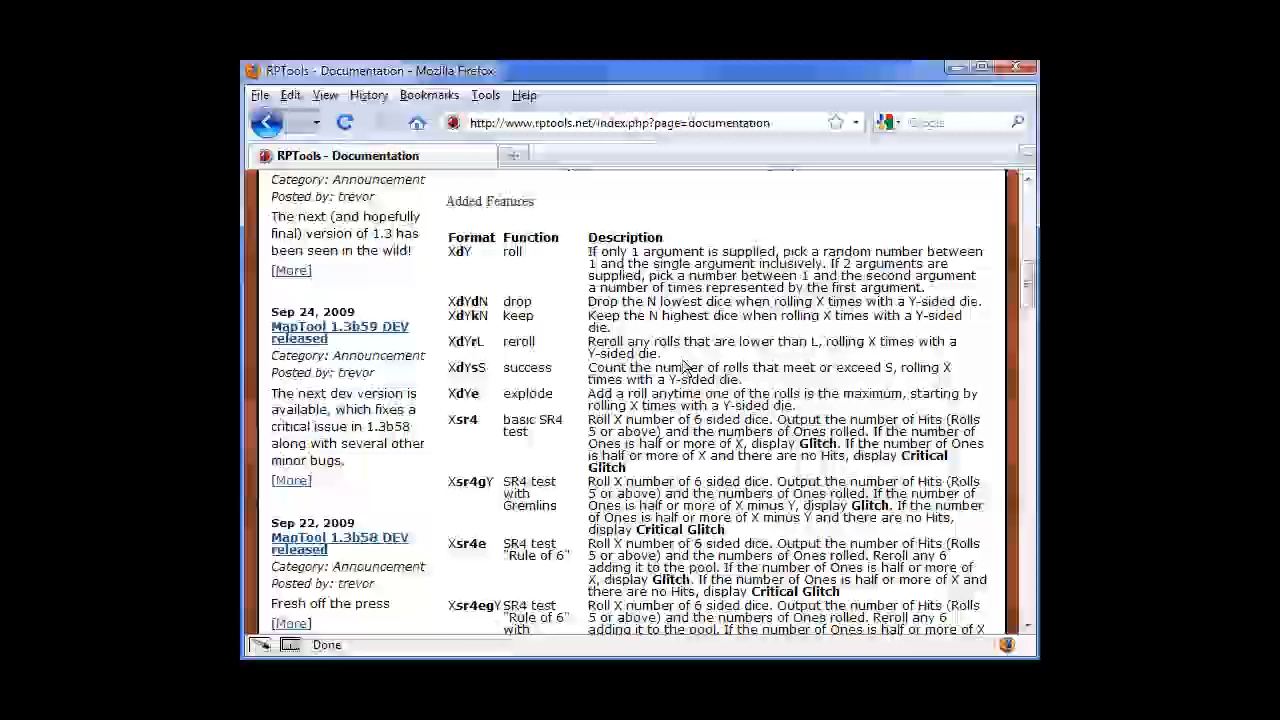 RPTools - Documentation - Mozilla Firefox
File Edit View History Bookmarks Tools Help
http://www.rptools.net/index.php?page=documentation
Google
RPTools - Documentation
Category: Announcement
Posted by: trevor
The next (and hopefully
final) version of 1.3 has
been seen in the wild!
[More]
Sep 24, 2009
MapTool 1.3b59 DEV
released
Category: Announcement
Posted by: trevor
The next dev version is
available, which fixes a
critical issue in 1.3b58
along with several other
minor bugs.
[More]
Sep 22, 2009
MapTool 1.3b58 DEV
released
Category: Announcement
Posted by: trevor
Fresh off the press
[More]
Added Features
Format Function Description
XdY roll If only 1 argument is supplied, pick a random number between
1 and the single argument inclusively. If 2 arguments are
supplied, pick a number between 1 and the second argument
a number of times represented by the first argument.
XdYdN drop Drop the N lowest dice when rolling X times with a Y-sided die.
XdYkN keep Keep the N highest dice when rolling X times with a Y-sided
die.
XdYrL reroll Reroll any rolls that are lower than L, rolling X times with a
Y-sided die.
XdYsS success Count the number of rolls that meet or exceed S, rolling X
times with a Y-sided die.
XdYe explode Add a roll anytime one of the rolls is the maximum, starting by
rolling X times with a Y-sided die.
Xsr4 basic SR4 Roll X number of 6 sided dice. Output the number of Hits (Rolls
test 5 or above) and the numbers of Ones rolled. If the number of
Ones is half or more of X, display Glitch. If the number of Ones
is half or more of X and there are no Hits, display Critical
Glitch
Xsr4gY SR4 test Roll X number of 6 sided dice. Output the number of Hits (Rolls
with 5 or above) and the numbers of Ones rolled. If the number of
Gremlins Ones is half or more of X minus Y, display Glitch. If the number
of Ones is half or more of X minus Y and there are no Hits,
display Critical Glitch
Xsr4e SR4 test Roll X number of 6 sided dice. Output the number of Hits (Rolls
"Rule of 6" 5 or above) and the numbers of Ones rolled. Reroll any 6
adding it to the pool. If the number of Ones is half or more of
X, display Glitch. If the number of Ones is half or more of X and
there are no Hits, display Critical Glitch
Xsr4egY SR4 test Roll X number of 6 sided dice. Output the number of Hits (Rolls
"Rule of 6" 5 or above) and the numbers of Ones rolled. Reroll any 6
with adding it to the pool. If the number of Ones is half or more of X
Done